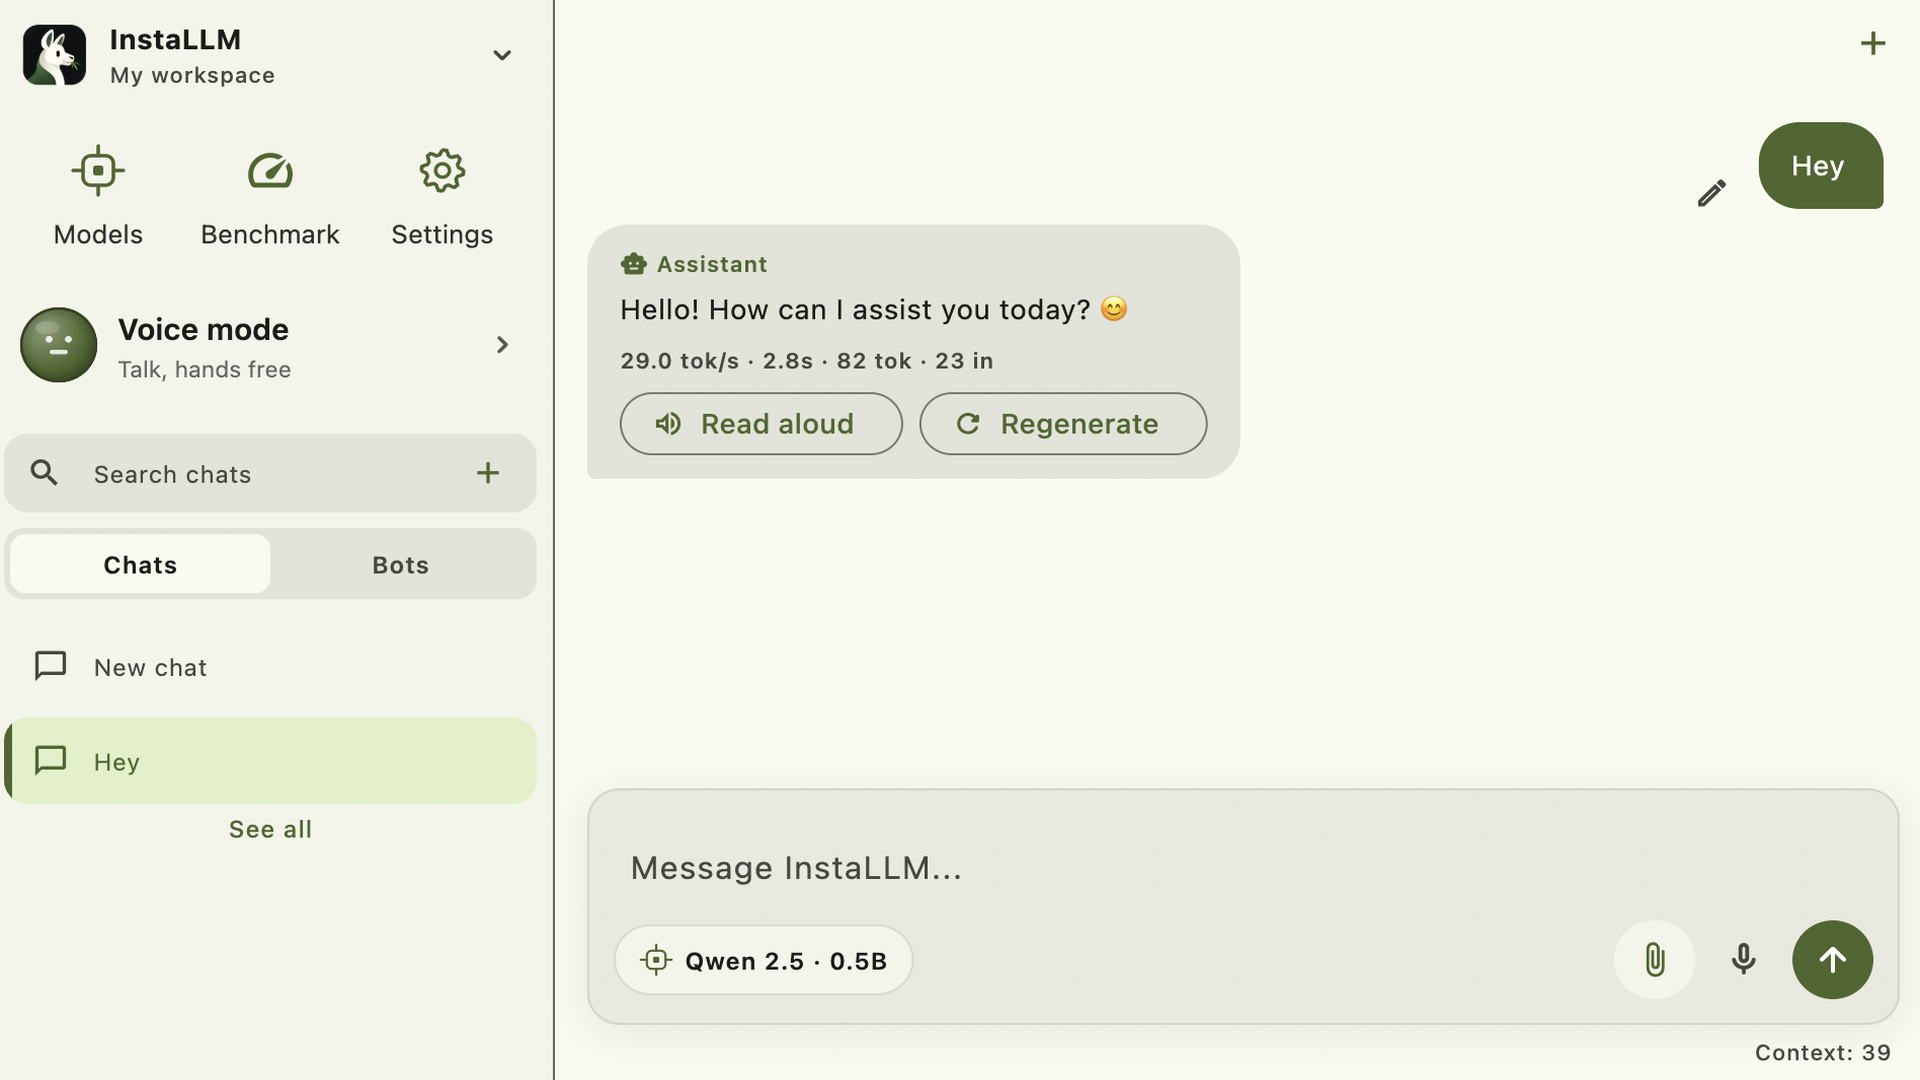 InstaLLM
My workspace
Models
Benchmark
Settings
Voice mode
Talk, hands free
Search chats
Chats
Bots
New chat
Hey
See all
Hey
Assistant
Hello! How can I assist you today? 😊
29.0 tok/s · 2.8s · 82 tok · 23 in
Read aloud
Regenerate
Message InstaLLM...
Qwen 2.5 · 0.5B
Context: 39